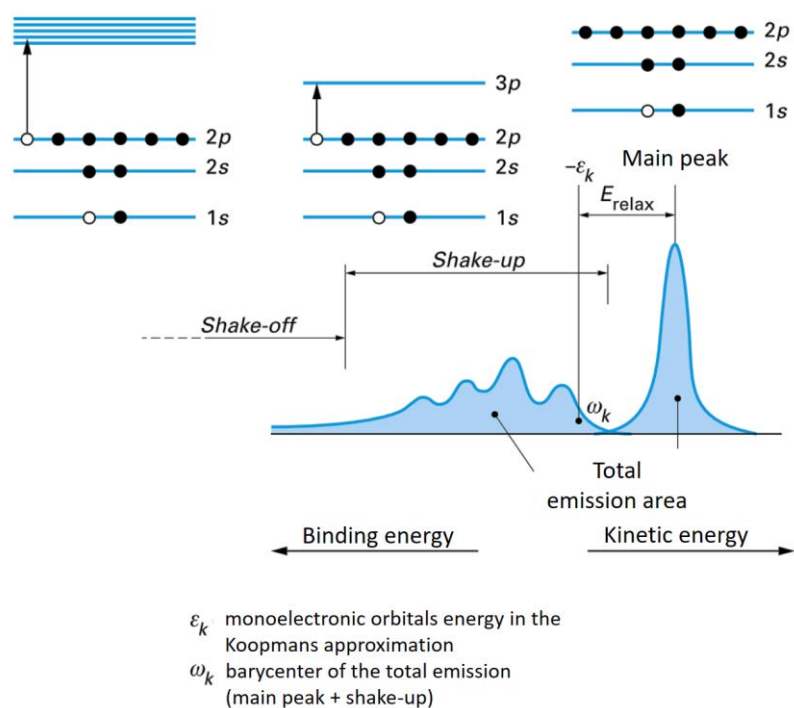 2p
2s
1s
3p
2p
2s
1s
2p
2s
1s
Main peak
−εk
Erelax
Shake-up
Shake-off
ωk
Total
emission area
Binding energy
Kinetic energy
εk monoelectronic orbitals energy in the
Koopmans approximation
ωk barycenter of the total emission
(main peak + shake-up)